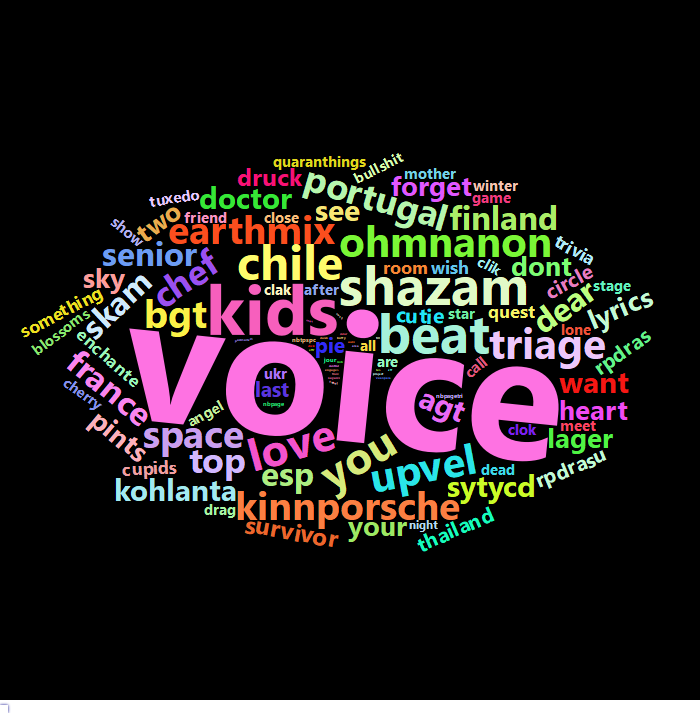 quaranthings
bullshit
druck
mother
portugal
forget
winter
tuxedo
doctor
game
see
two
friend
close
finland
show
earthmix
ohmnanon
trivia
senior
chile
room
wish
clik
dont
sky
chef
shazam
circle
stage
something
skam
bgt
kids
clak
after
dear
quest
lyrics
blossoms
cutie
star
lone
enchante
voice
beat
triage
rpdras
pie
all
are
call
france
ukr
last
agt
want
cherry
angel
heart
pints
space
love
you
clok
meet
lager
top
cupids
esp
upvel
dead
rpdrasu
kohlanta
kinnporsche
sytycd
drag
survivor
your
night
thailand
nbpage